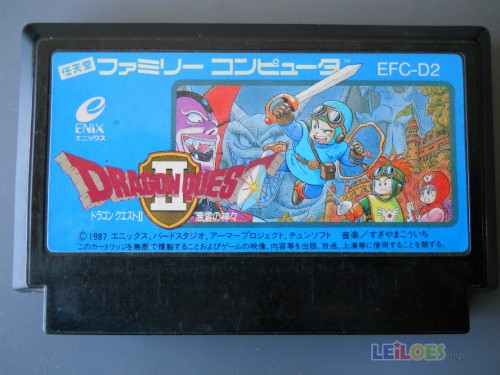 任天堂 ファミリー コンピュータ™ EFC-D2
ENIX
エニックス
DRAGON QUEST
II
ドラゴン クエストII 悪霊の神々
©1987 エニックス、バードスタジオ、アーマープロジェクト、チュンソフト 音楽/すぎやまこういち
このカートリッジを無断で複製することおよびゲームの映像、内容等を出版、放送、上演等に使用することを禁ずる。
LEILOES